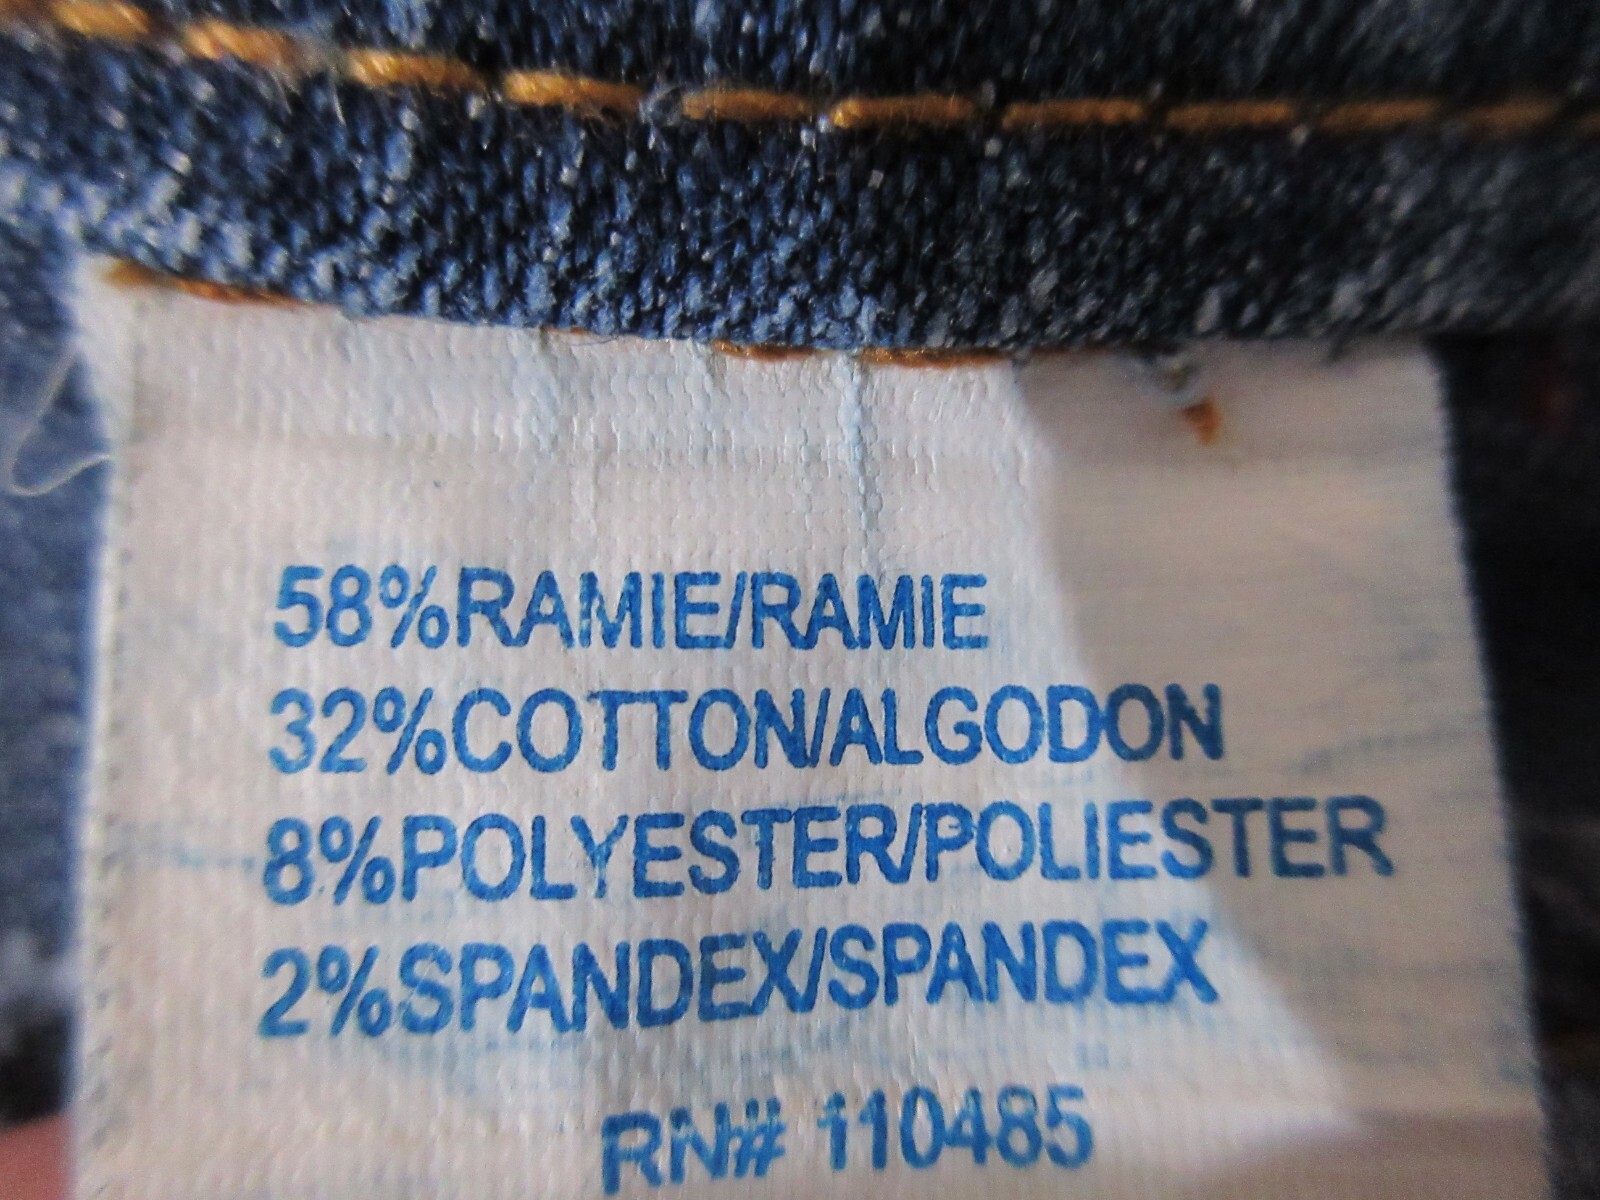 58%RAMIE/RAMIE
32%COTTON/ALGODON
8%POLYESTER/POLIESTER
2%SPANDEX/SPANDEX
RN# 110485